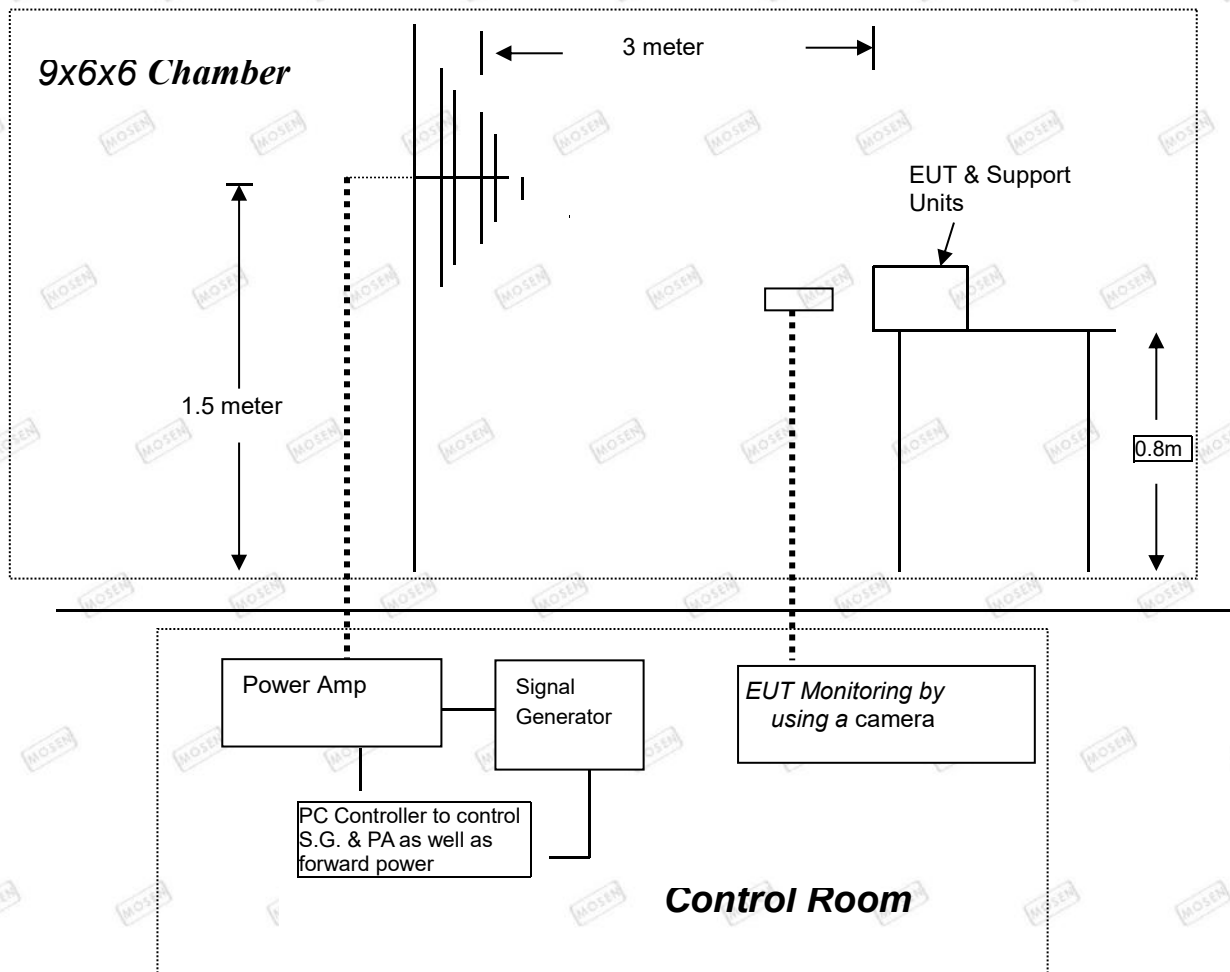 3 meter
9x6x6 Chamber
EUT & Support
Units
1.5 meter
0.8m
Power Amp
Signal
Generator
EUT Monitoring by
using a camera
PC Controller to control
S.G. & PA as well as
forward power
Control Room
MOSEN